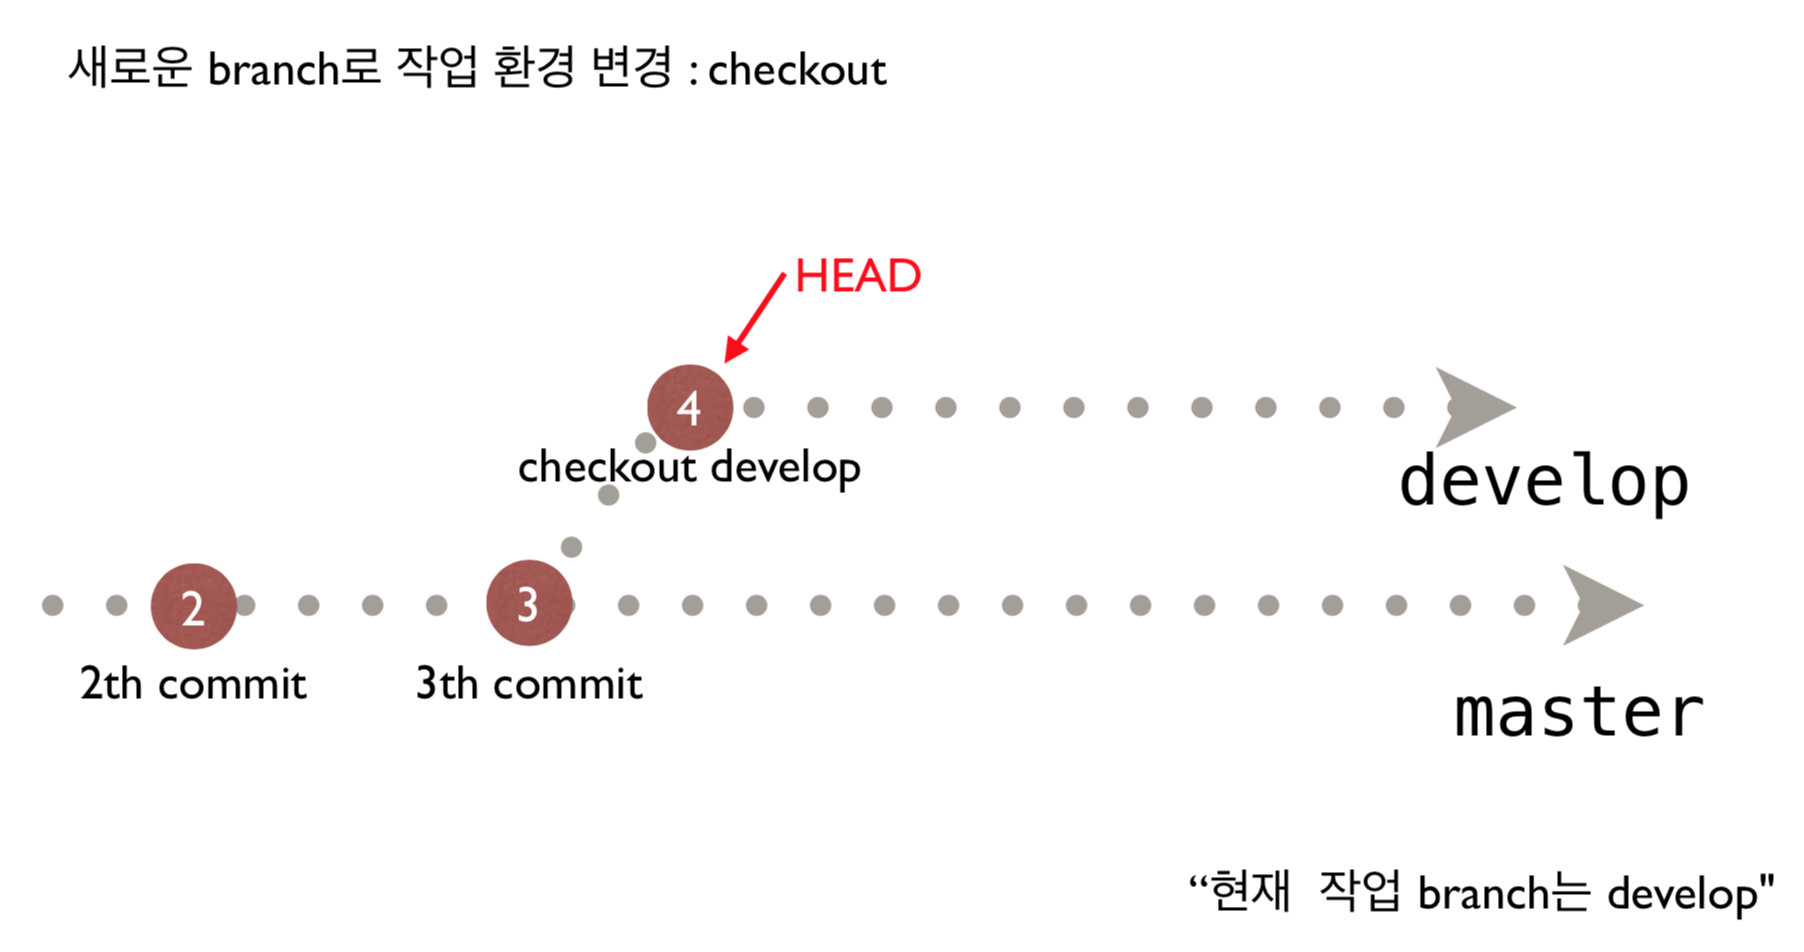 새로운 branch로 작업 환경 변경 : checkout
HEAD
4
checkout develop
develop
2
3
2th commit
3th commit
master
“현재 작업 branch는 develop"